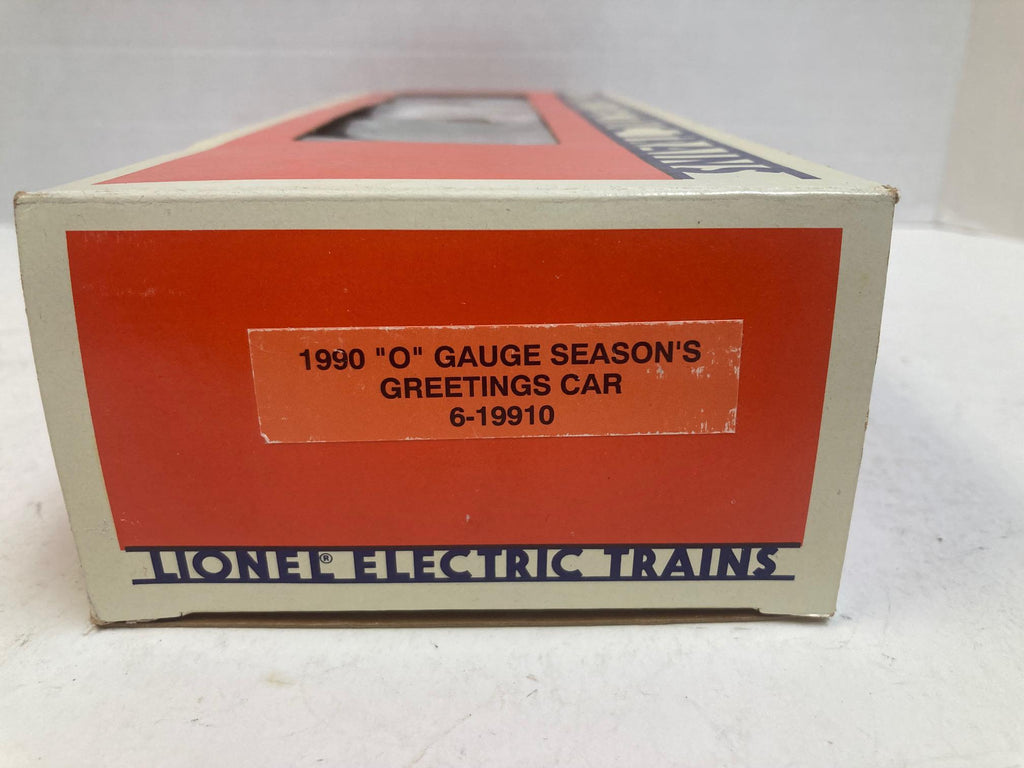 1990 "O" GAUGE SEASON'S
GREETINGS CAR
6-19910
LIONEL® ELECTRIC TRAINS